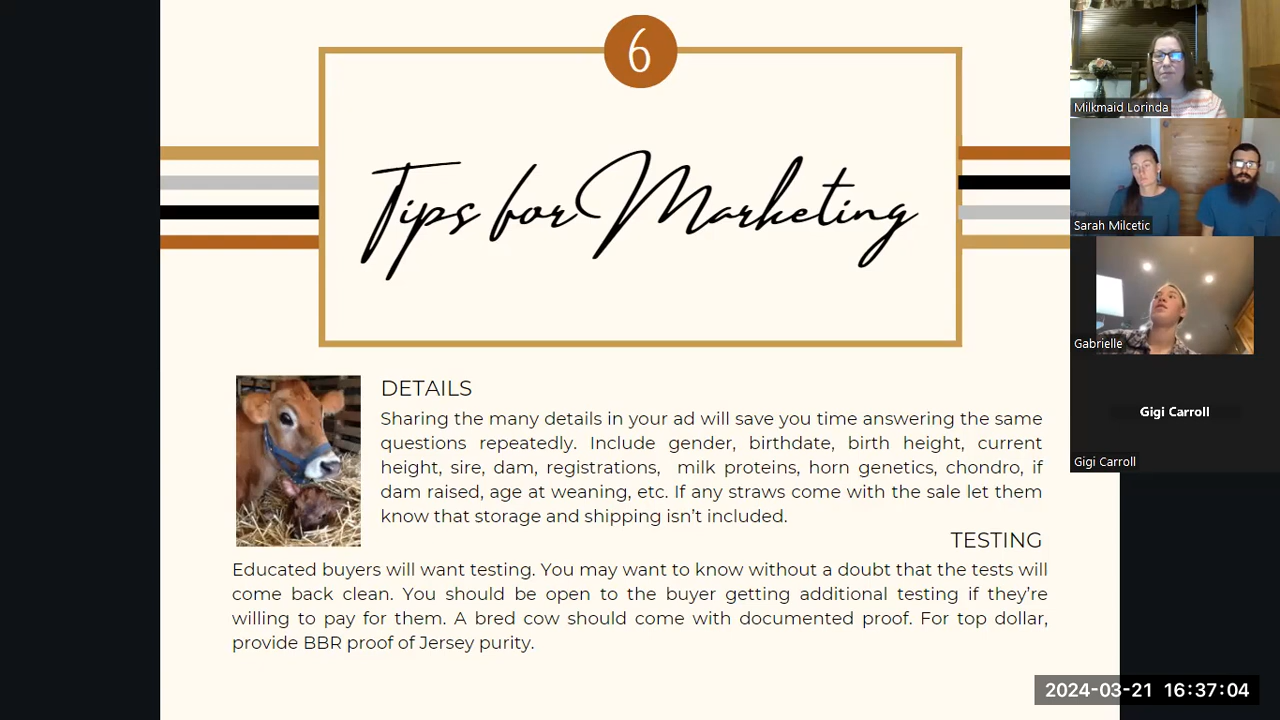 6
Tips for Marketing
DETAILS
Sharing the many details in your ad will save you time answering the same
questions repeatedly. Include gender, birthdate, birth height, current
height, sire, dam, registrations, milk proteins, horn genetics, chondro, if
dam raised, age at weaning, etc. If any straws come with the sale let them
know that storage and shipping isn't included.
TESTING
Educated buyers will want testing. You may want to know without a doubt that the tests will
come back clean. You should be open to the buyer getting additional testing if they're
willing to pay for them. A bred cow should come with documented proof. For top dollar,
provide BBR proof of Jersey purity.
Milkmaid Lorinda
Sarah Milcetic
Gabrielle
Gigi Carroll
Gigi Carroll
2024-03-21 16:37:04